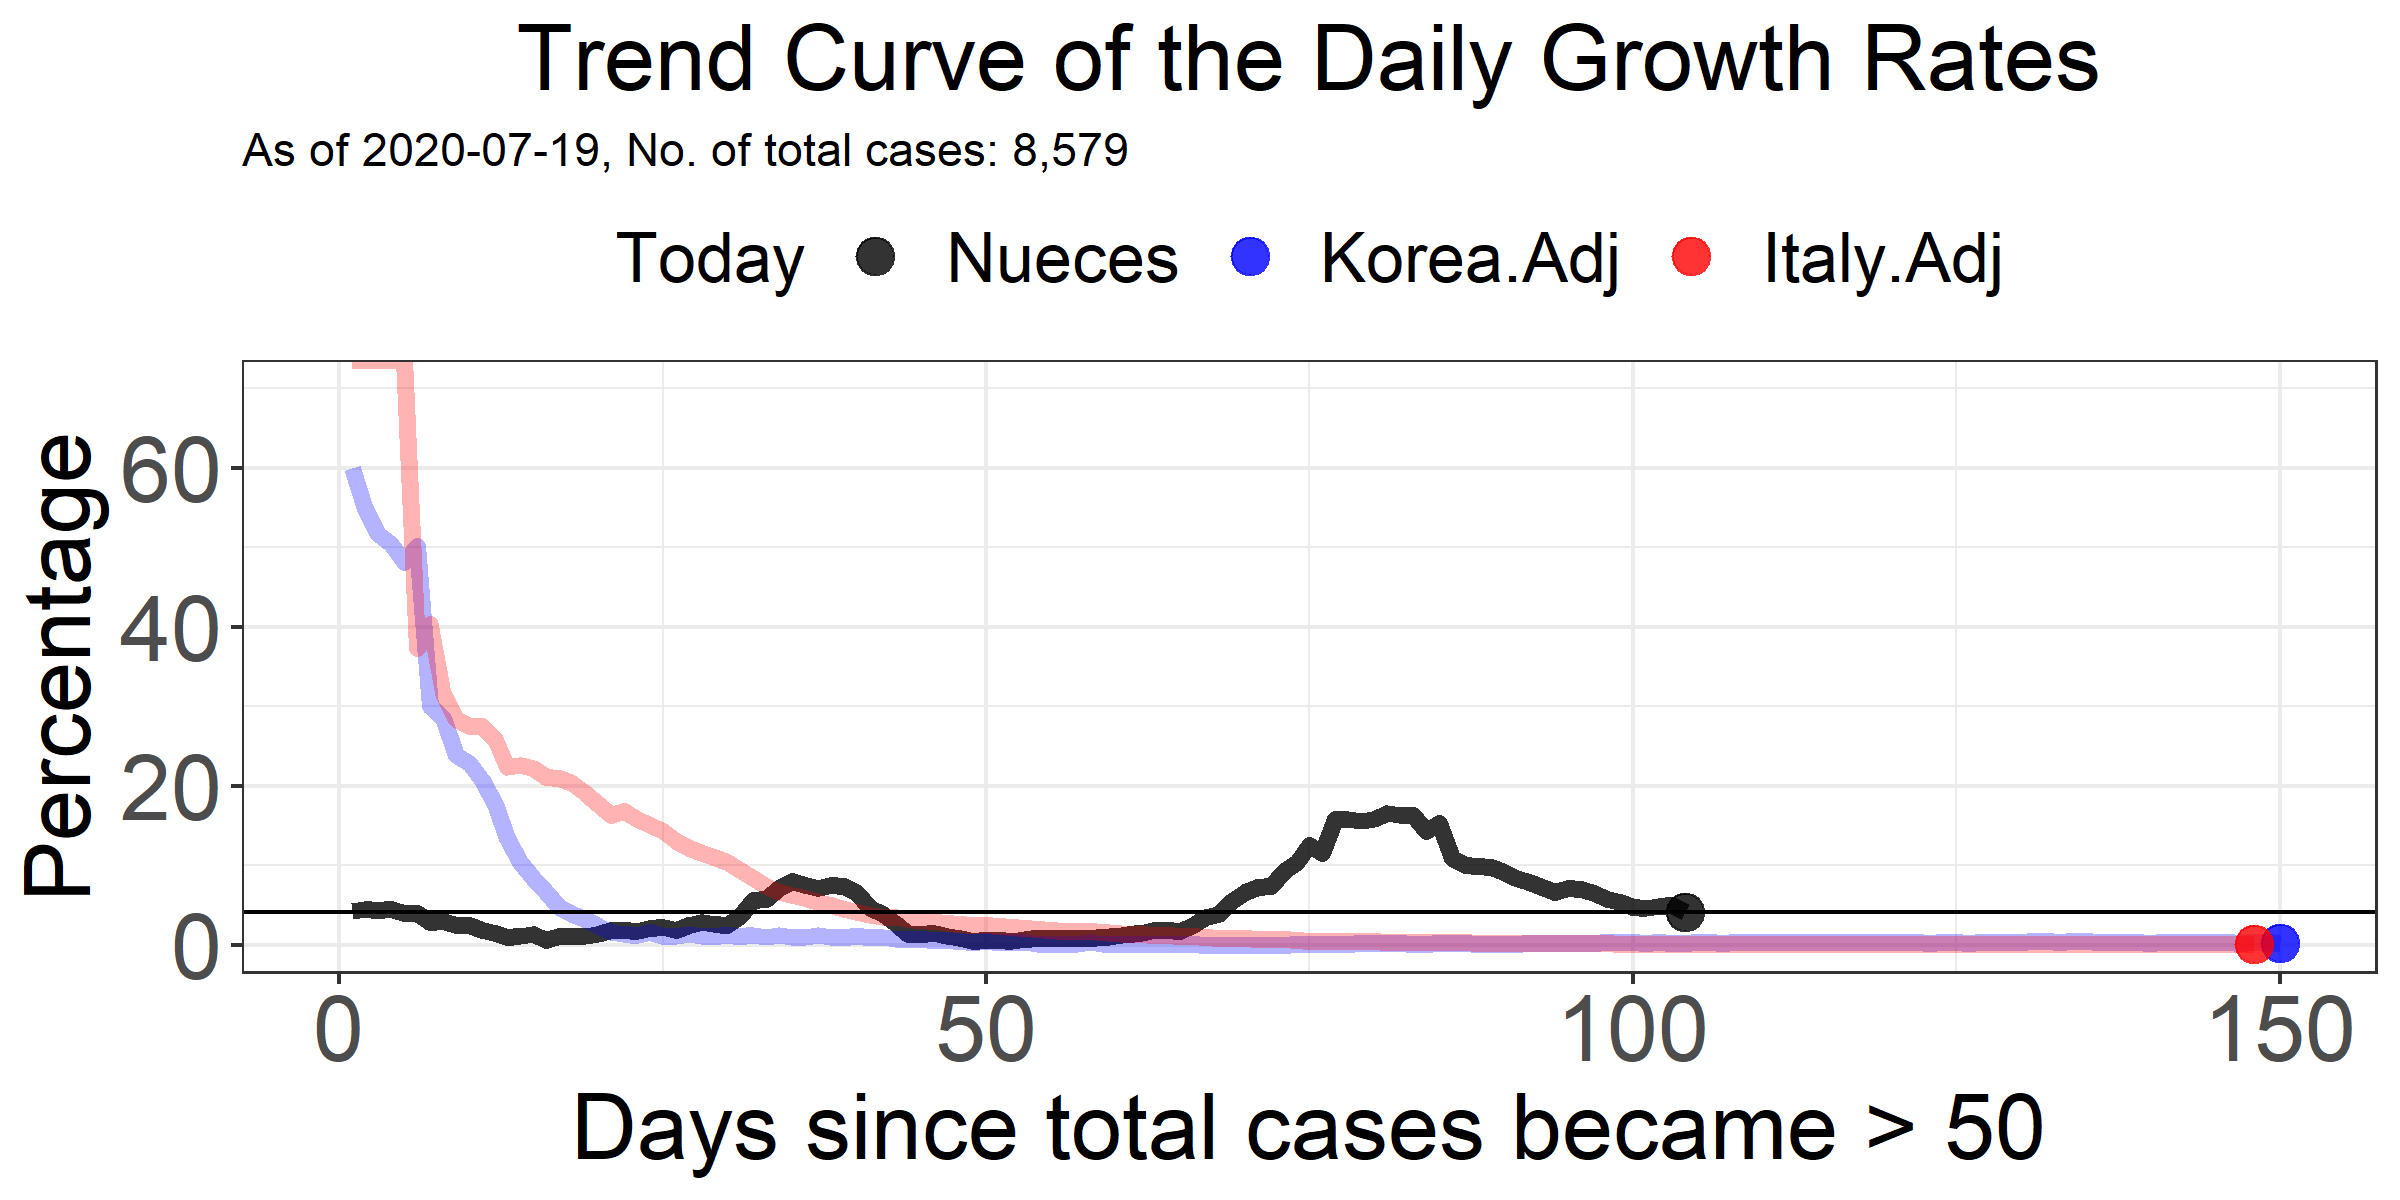 Trend Curve of the Daily Growth Rates
As of 2020-07-19, No. of total cases: 8,579
Today Nueces Korea.Adj Italy.Adj
Percentage
60
40
20
0
0 50 100 150
Days since total cases became > 50